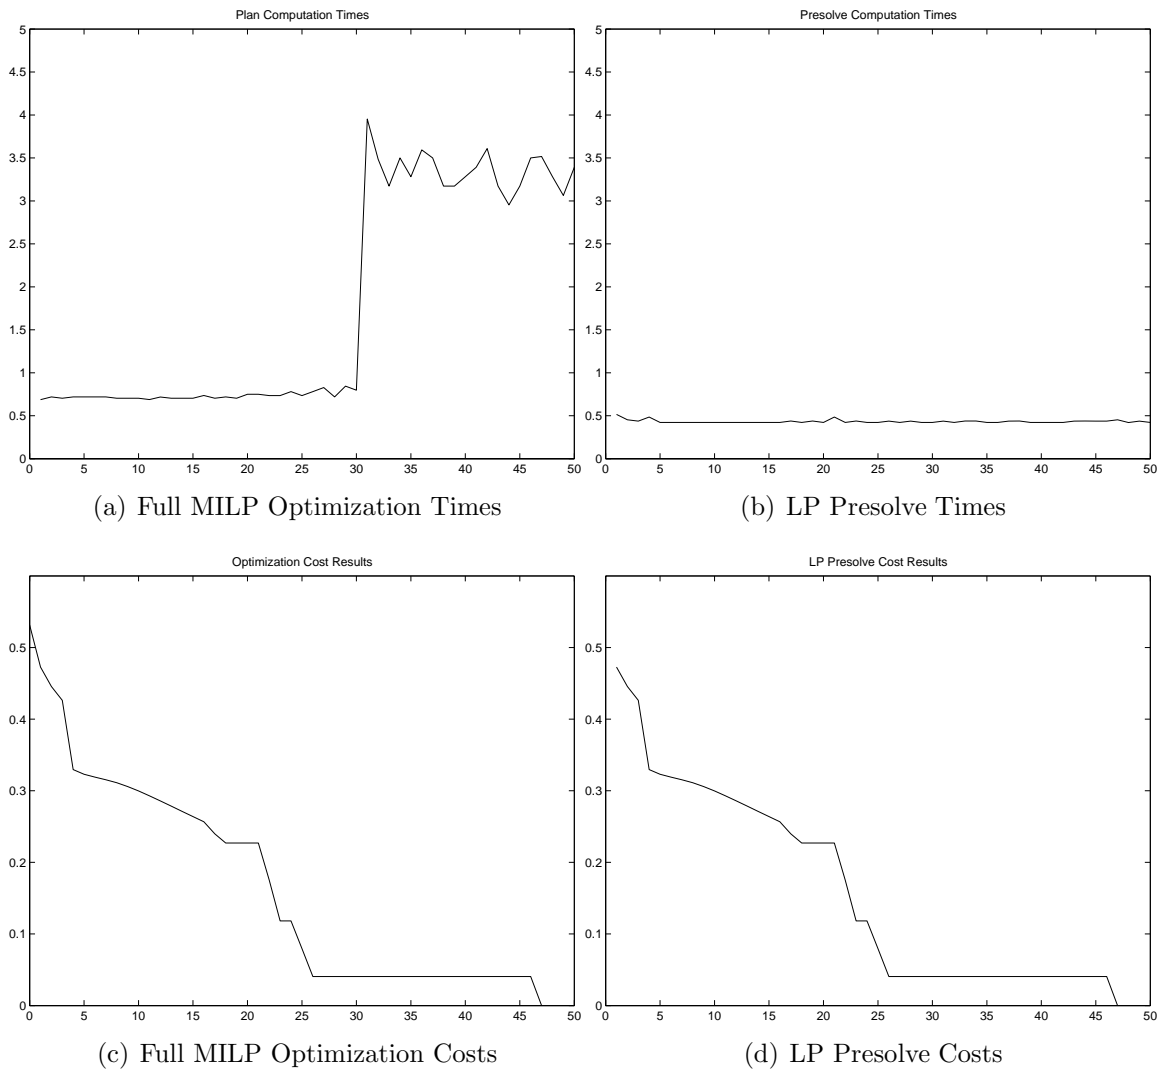 Plan Computation Times
5
4.5
4
3.5
3
2.5
2
1.5
1
0.5
0
0 5 10 15 20 25 30 35 40 45 50
(a) Full MILP Optimization Times
Presolve Computation Times
5
4.5
4
3.5
3
2.5
2
1.5
1
0.5
0
0 5 10 15 20 25 30 35 40 45 50
(b) LP Presolve Times
Optimization Cost Results
0.5
0.4
0.3
0.2
0.1
0
0 5 10 15 20 25 30 35 40 45 50
(c) Full MILP Optimization Costs
LP Presolve Cost Results
0.5
0.4
0.3
0.2
0.1
0
0 5 10 15 20 25 30 35 40 45 50
(d) LP Presolve Costs